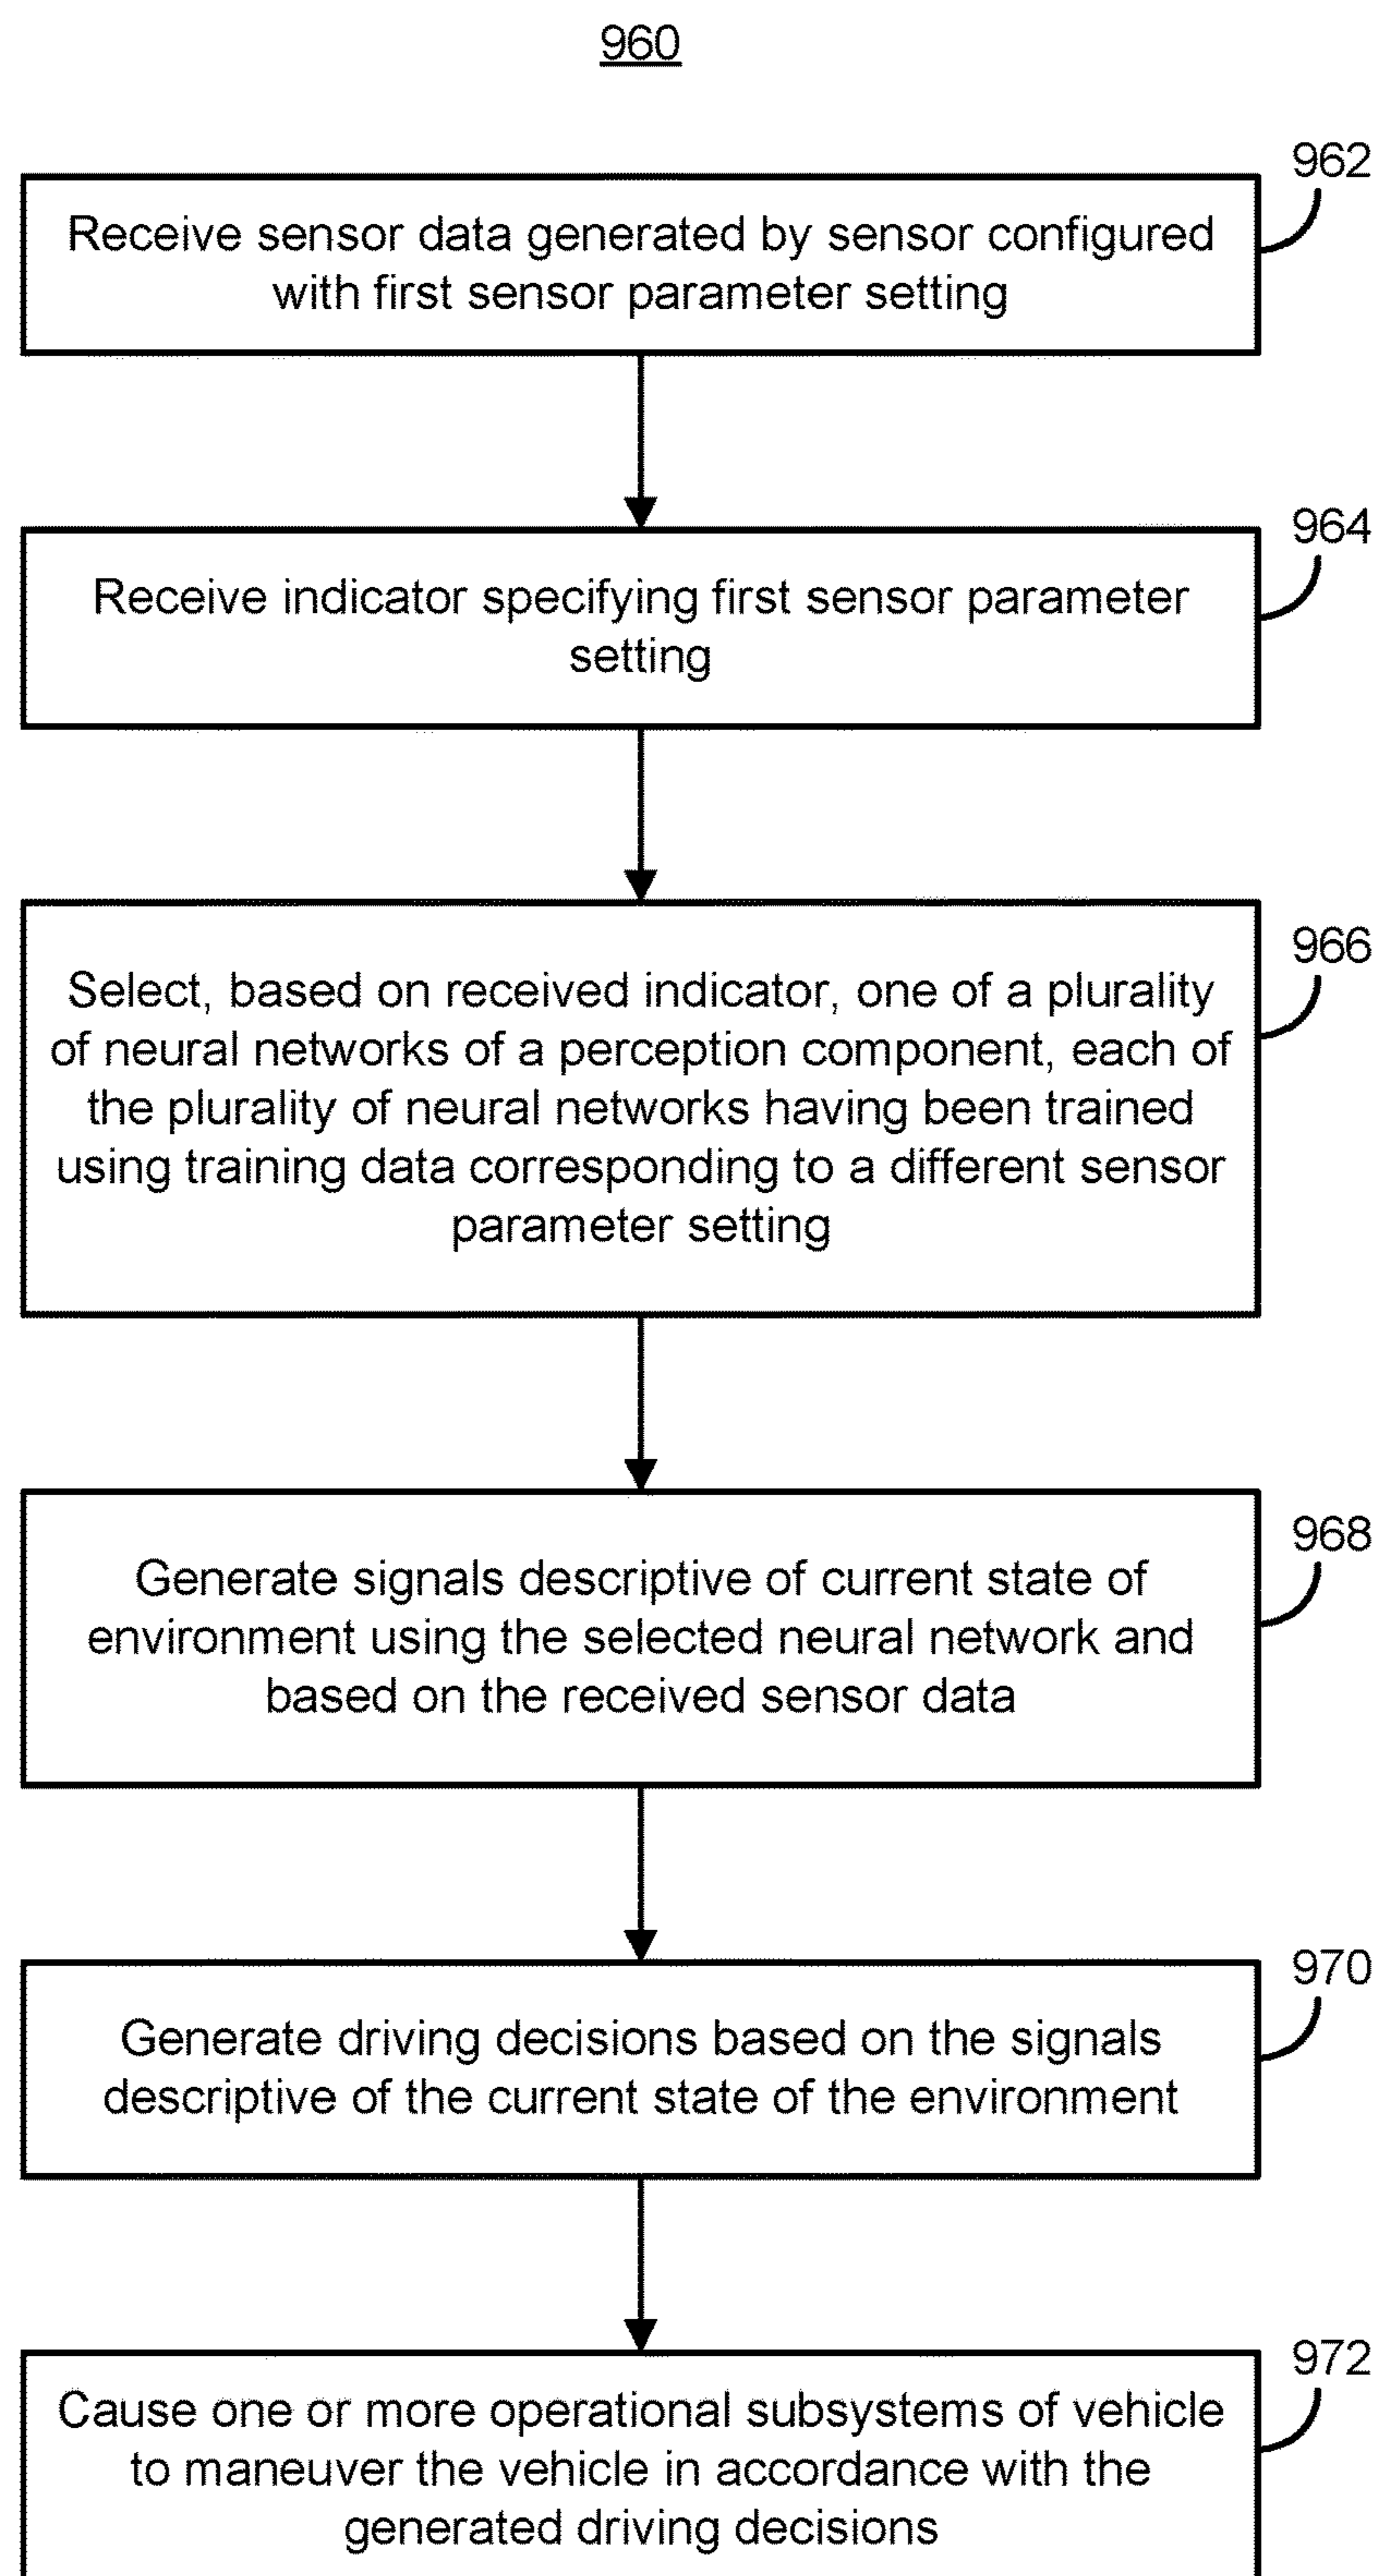 960
962
Receive sensor data generated by sensor configured
with first sensor parameter setting
964
Receive indicator specifying first sensor parameter
setting
966
Select, based on received indicator, one of a plurality
of neural networks of a perception component, each of
the plurality of neural networks having been trained
using training data corresponding to a different sensor
parameter setting
968
Generate signals descriptive of current state of
environment using the selected neural network and
based on the received sensor data
970
Generate driving decisions based on the signals
descriptive of the current state of the environment
972
Cause one or more operational subsystems of vehicle
to maneuver the vehicle in accordance with the
generated driving decisions